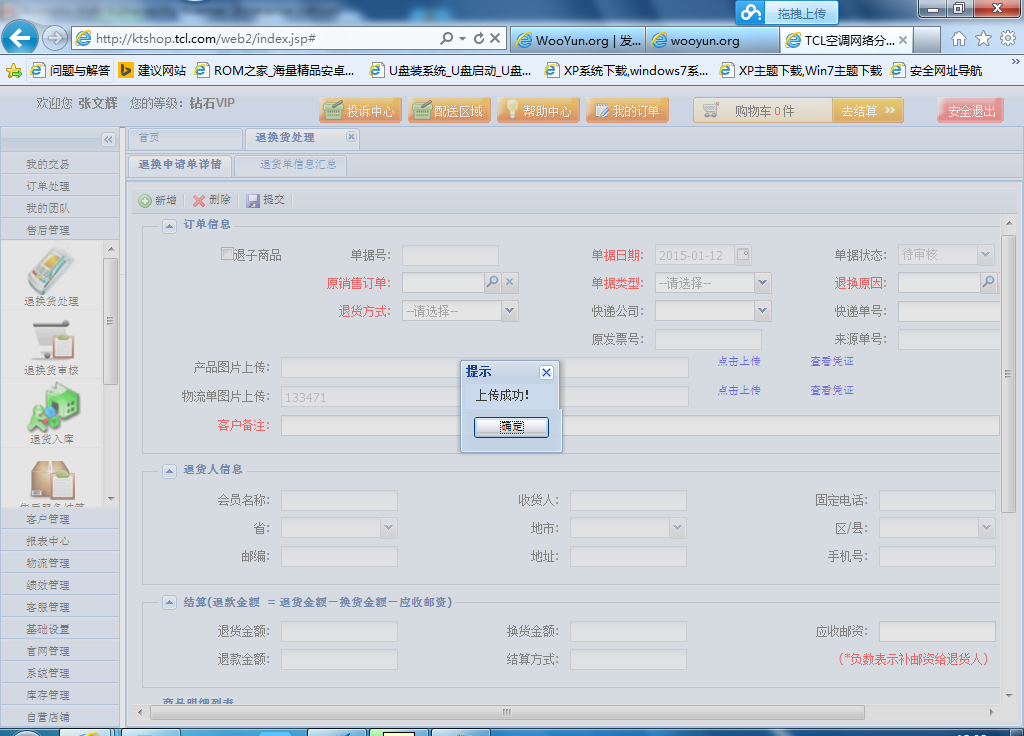 拖拽上传
http://ktshop.tcl.com/web2/index.jsp#
WooYun.org | 发...
wooyun.org
TCL空调网络分...
问题与解答 建议网站 ROM之家_海量精品安卓... U盘装系统_U盘启动_U盘... XP系统下载,windows7系... XP主题下载,Win7主题下载 安全网址导航
欢迎您 张文辉 您的等级：钻石VIP
投诉中心 配送区域 帮助中心 我的订单 购物车0件 去结算 安全退出
首页 退换货处理
退换申请单详情 退货单信息汇总
新增 删除 提交
我的交易
订单处理
我的团队
售后管理
退换货处理
退换货审核
退货入库
客户管理
报表中心
物流管理
绩效管理
客服管理
基础设置
官网管理
系统管理
库存管理
自营店铺
订单信息
退子商品 单据号: 单据日期: 2015-01-12 单据状态: 待审核
原销售订单: 单据类型: --请选择-- 退换原因:
退货方式: --请选择-- 快递公司: 快递单号:
原发票号: 来源单号:
产品图片上传: 点击上传 查看凭证
物流单图片上传: 133471 点击上传 查看凭证
客户备注:
提示
上传成功!
确定
退货人信息
会员名称: 收货人: 固定电话:
省: 地市: 区/县:
邮编: 地址: 手机号:
结算(退款金额 = 退货金额-换货金额-应收邮资)
退货金额: 换货金额: 应收邮资:
退款金额: 结算方式: (*负数表示补邮资给退货人)
商品明细列表